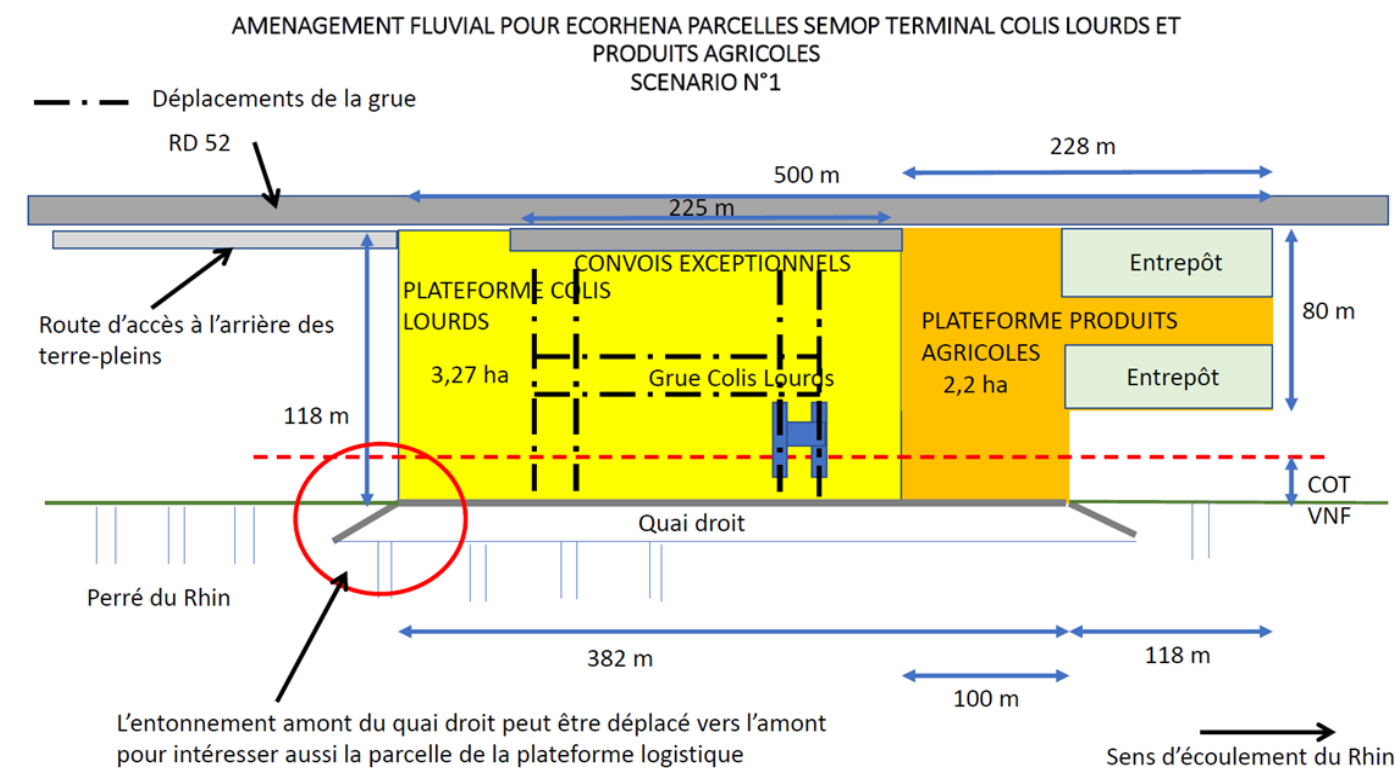 AMENAGEMENT FLUVIAL POUR ECORHENA PARCELLES SEMOP TERMINAL COLIS LOURDS ET
PRODUITS AGRICOLES
SCENARIO N°1
Déplacements de la grue
RD 52
228 m
500 m
225 m
CONVOIS EXCEPTIONNELS
Entrepôt
PLATEFORME COLIS
LOURDS
Route d’accès à l’arrière des
terre-pleins
80 m
PLATEFORME PRODUITS
AGRICOLES
3,27 ha
Grue Colis Lourds
2,2 ha
Entrepôt
118 m
COT
VNF
Quai droit
Perré du Rhin
382 m
118 m
100 m
L’entonnement amont du quai droit peut être déplacé vers l’amont
pour intéresser aussi la parcelle de la plateforme logistique
Sens d’écoulement du Rhin